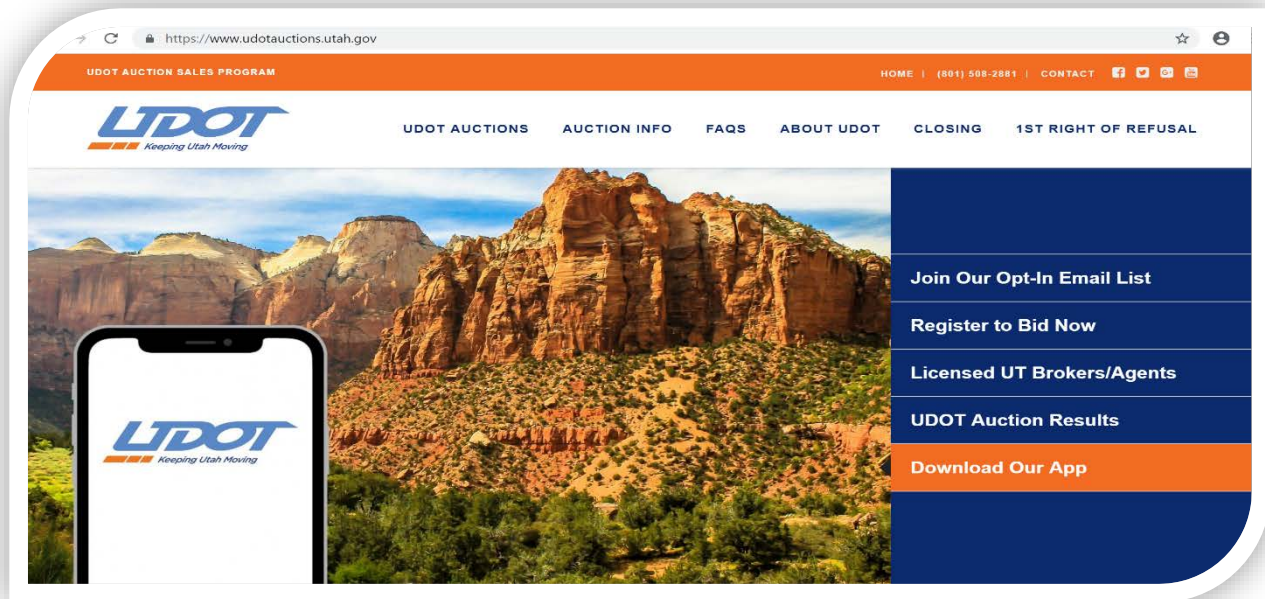 https://www.udotauctions.utah.gov
UDOT AUCTION SALES PROGRAM
HOME | (801) 508-2881 | CONTACT
UDOT
Keeping Utah Moving
UDOT AUCTIONS AUCTION INFO FAQS ABOUT UDOT CLOSING 1ST RIGHT OF REFUSAL
Join Our Opt-In Email List
Register to Bid Now
Licensed UT Brokers/Agents
UDOT Auction Results
Download Our App
UDOT
Keeping Utah Moving